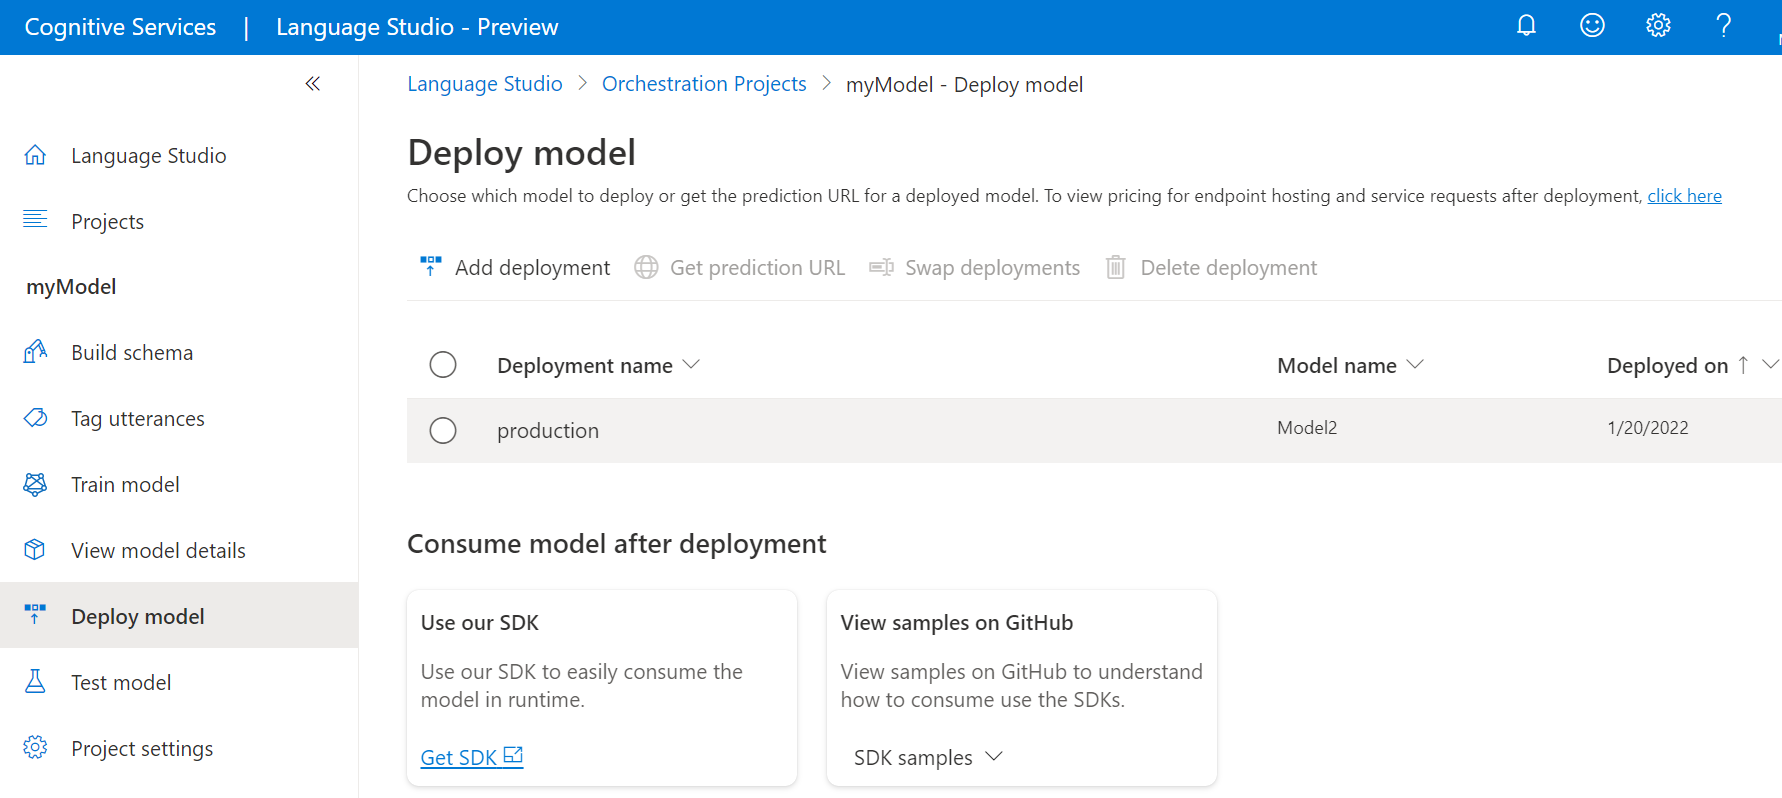 Cognitive Services | Language Studio - Preview
Language Studio
Projects
myModel
Build schema
Tag utterances
Train model
View model details
Deploy model
Test model
Project settings
Language Studio > Orchestration Projects > myModel - Deploy model
Deploy model
Choose which model to deploy or get the prediction URL for a deployed model. To view pricing for endpoint hosting and service requests after deployment, click here
Add deployment Get prediction URL Swap deployments Delete deployment
Deployment name Model name Deployed on
production Model2 1/20/2022
Consume model after deployment
Use our SDK
Use our SDK to easily consume the
model in runtime.
Get SDK
View samples on GitHub
View samples on GitHub to understand
how to consume use the SDKs.
SDK samples